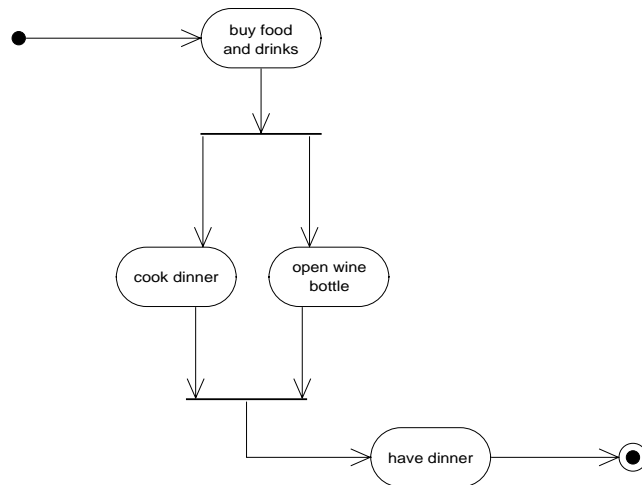 buy food
and drinks
cook dinner
open wine
bottle
have dinner